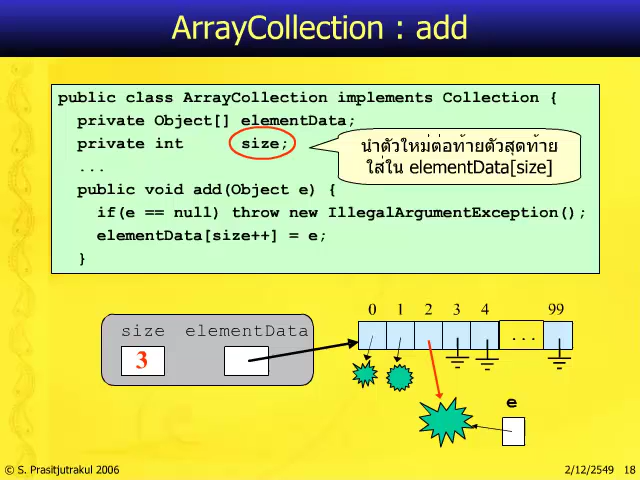 ArrayCollection : add
public class ArrayCollection implements Collection {
private Object[] elementData;
private int size;
...
public void add(Object e) {
if(e == null) throw new IllegalArgumentException();
elementData[size++] = e;
}
นำตัวใหม่ต่อท้ายตัวสุดท้าย
ใส่ใน elementData[size]
0 1 2 3 4 99
size elementData
3
...
e
© S. Prasitjutrakul 2006
2/12/2549 18